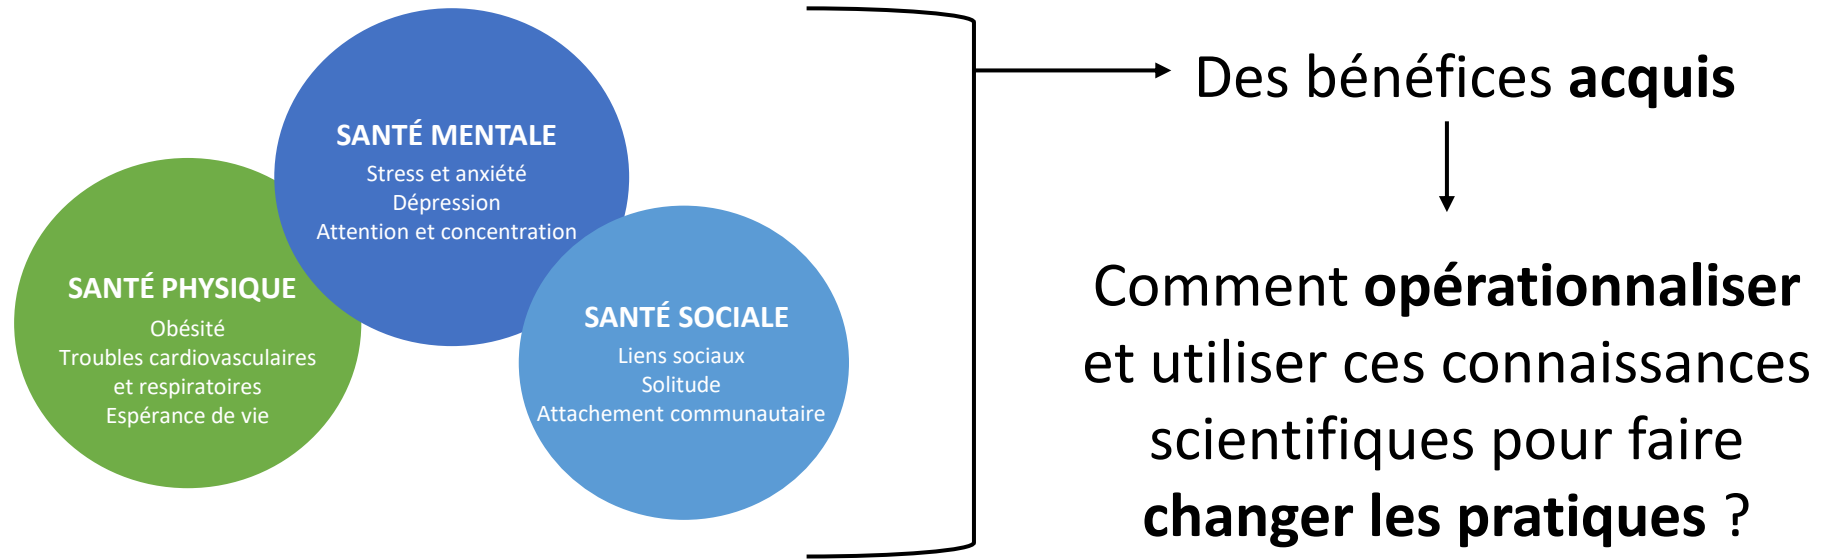 SANTÉ MENTALE
Stress et anxiété
Dépression
Attention et concentration
SANTÉ PHYSIQUE
Obésité
Troubles cardiovasculaires
et respiratoires
Espérance de vie
SANTÉ SOCIALE
Liens sociaux
Solitude
Attachement communautaire
Des bénéfices acquis
Comment opérationnaliser
et utiliser ces connaissances
scientifiques pour faire
changer les pratiques ?